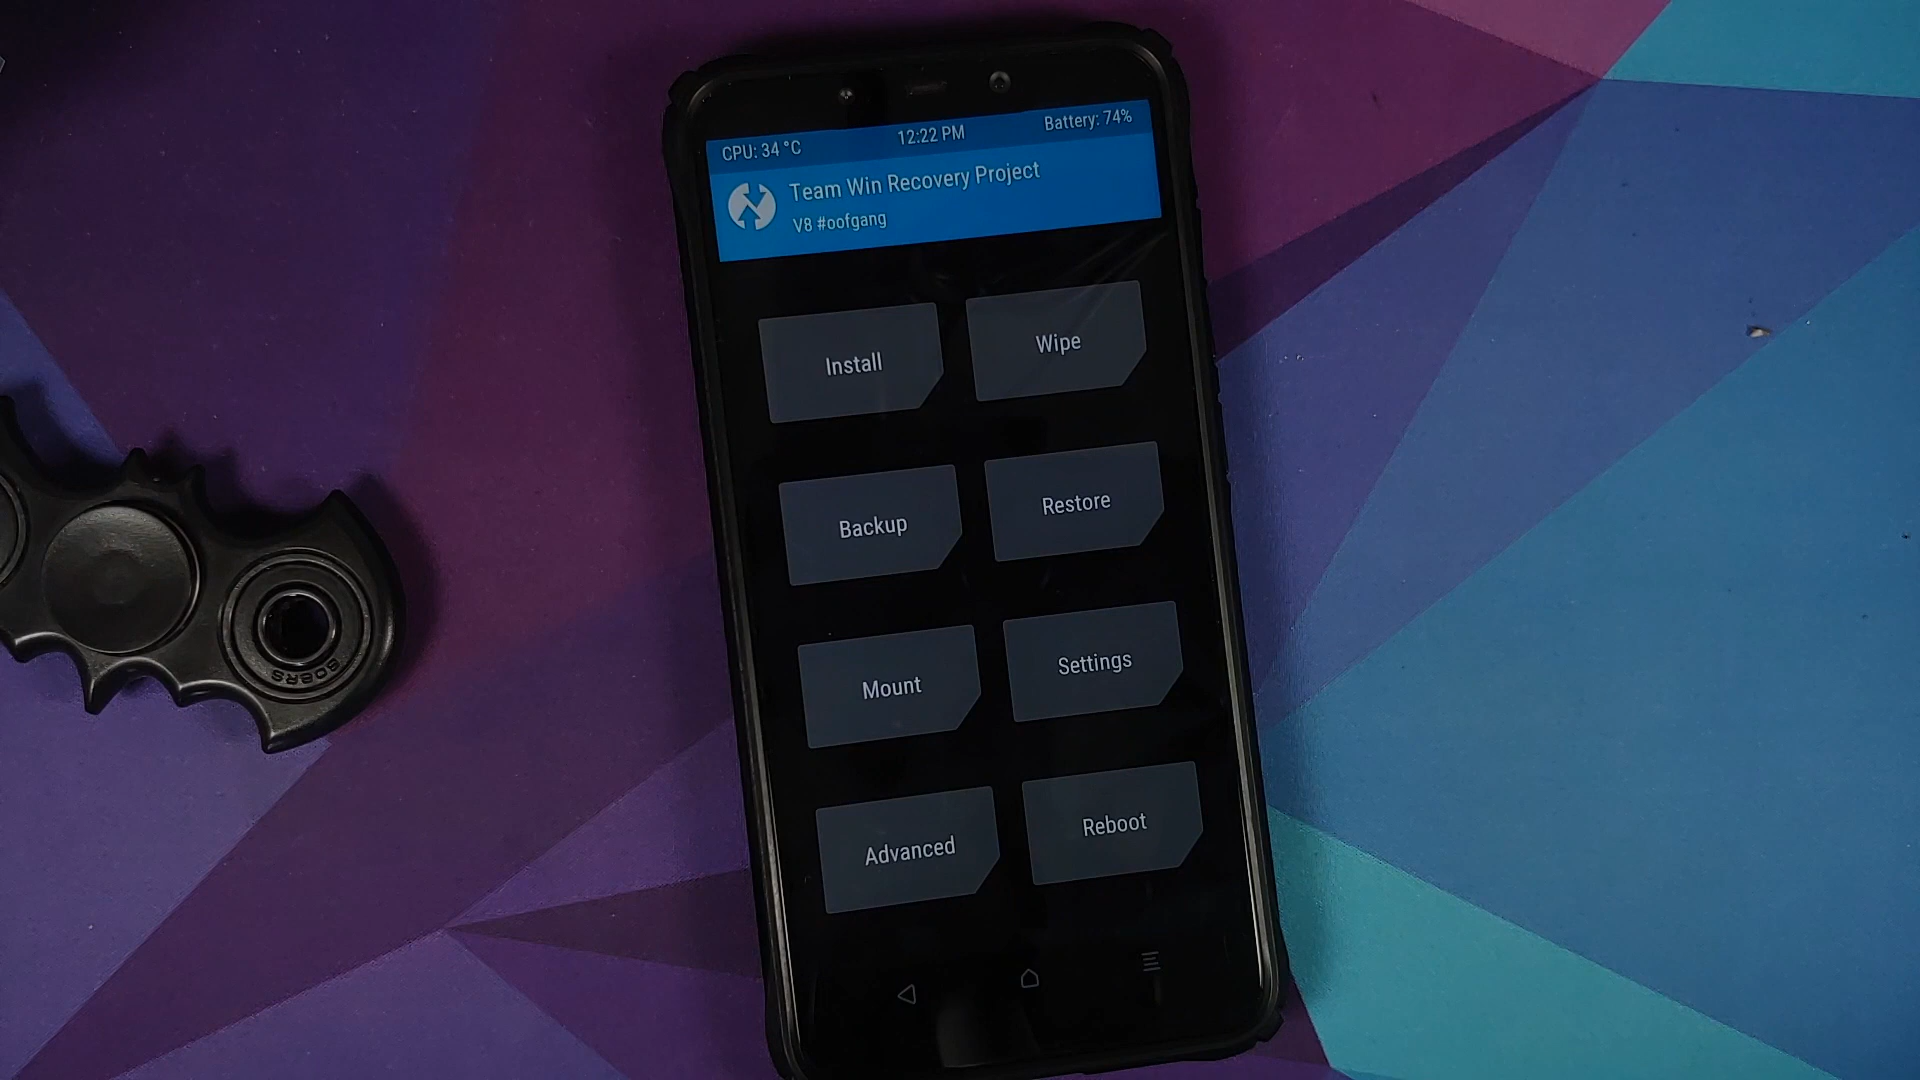 CPU: 34 °C
12:22 PM
Battery: 74%
Team Win Recovery Project
V8 #oofgang
Install
Wipe
Backup
Restore
Mount
Settings
Advanced
Reboot
608RS